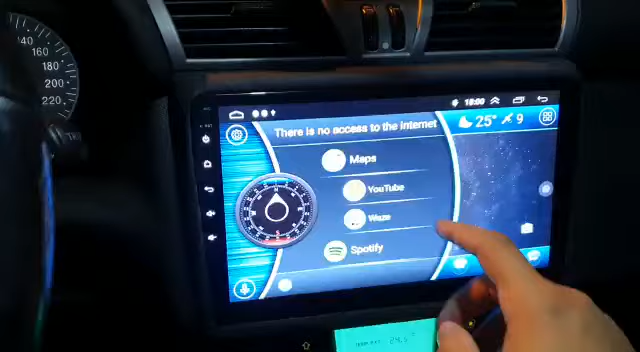 140
160
180
200
220
18:00
There is no access to the Internet
25° 9
Maps
YouTube
Waze
Spotify